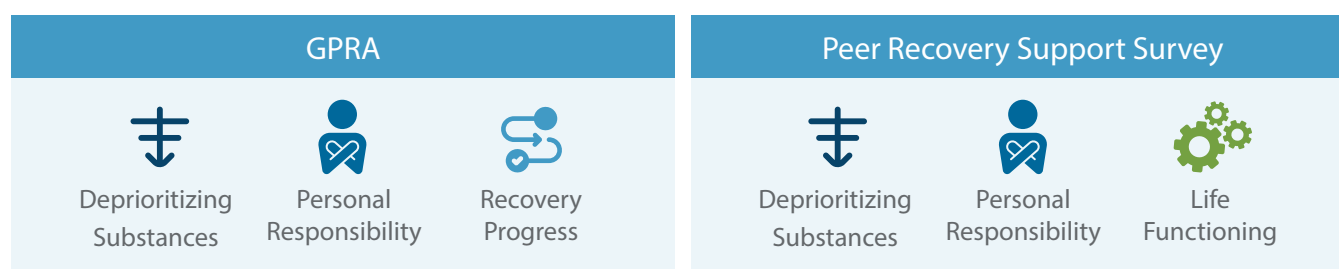 GPRA
Deprioritizing
Substances
Personal
Responsibility
Recovery
Progress
Peer Recovery Support Survey
Deprioritizing
Substances
Personal
Responsibility
Life
Functioning